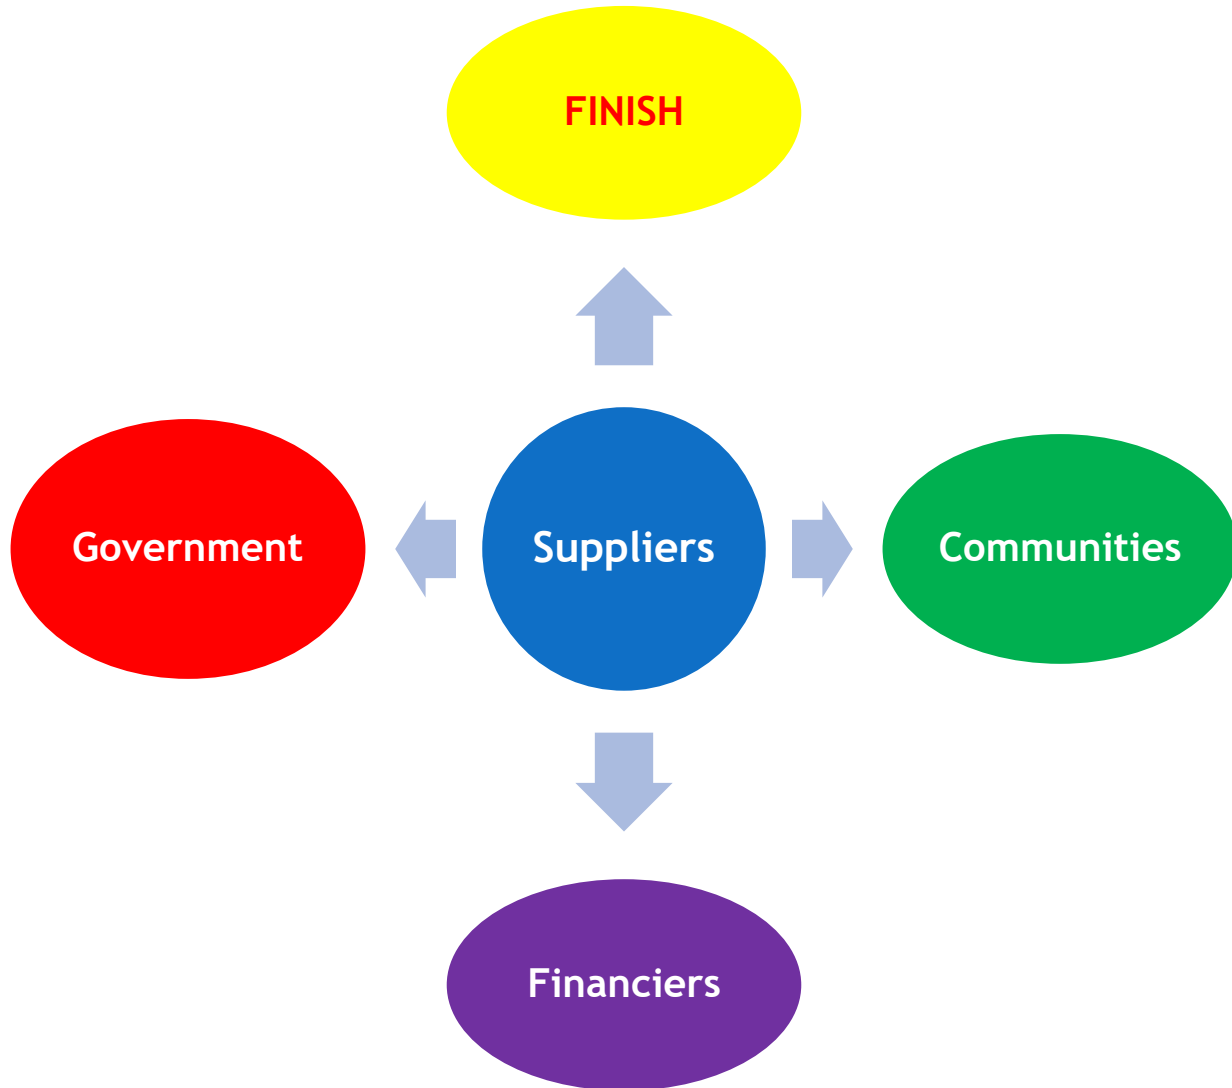 FINISH
Government
Suppliers
Communities
Financiers